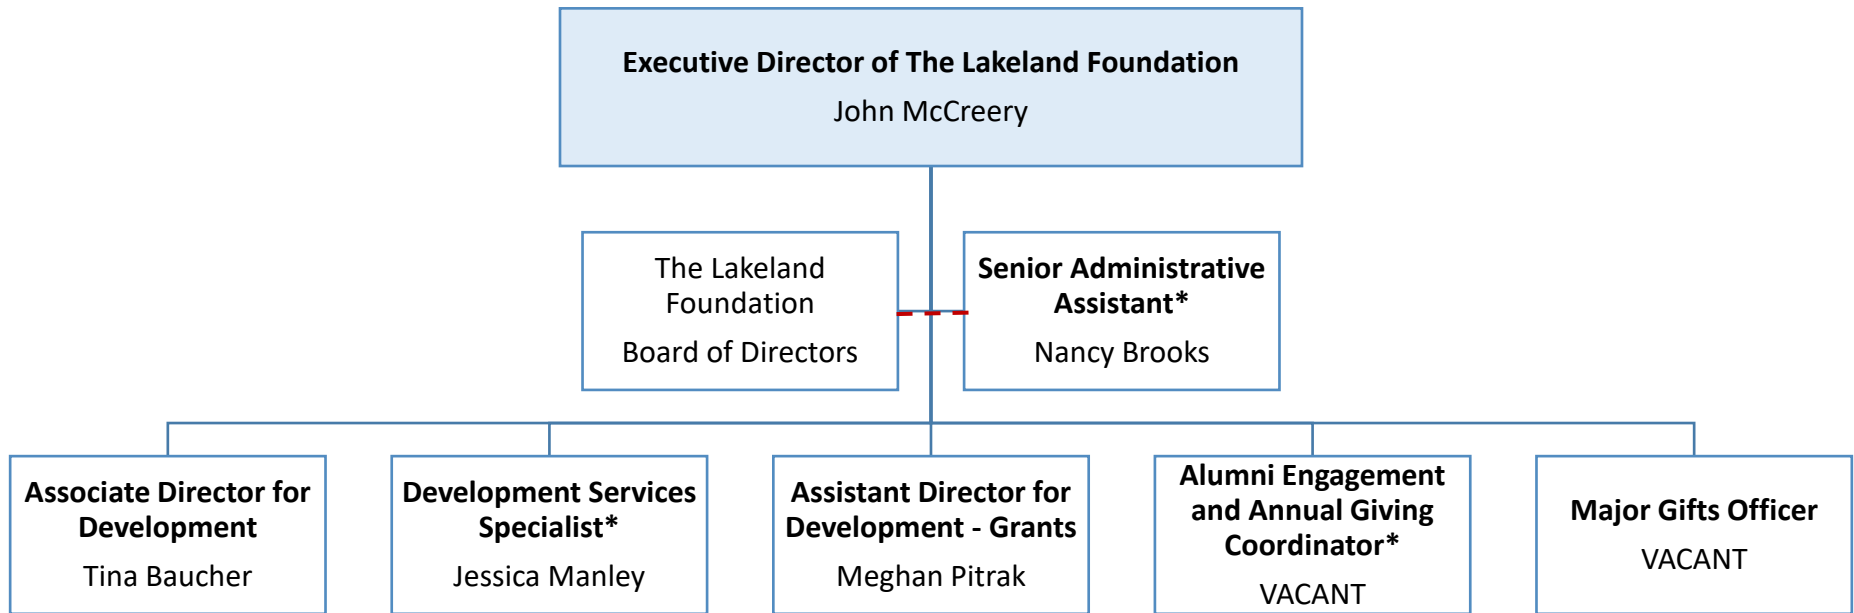 Executive Director of The Lakeland Foundation
John McCreery
The Lakeland
Foundation
Board of Directors
Senior Administrative
Assistant*
Nancy Brooks
Associate Director for
Development
Tina Baucher
Development Services
Specialist*
Jessica Manley
Assistant Director for
Development - Grants
Meghan Pitrak
Alumni Engagement
and Annual Giving
Coordinator*
VACANT
Major Gifts Officer
VACANT